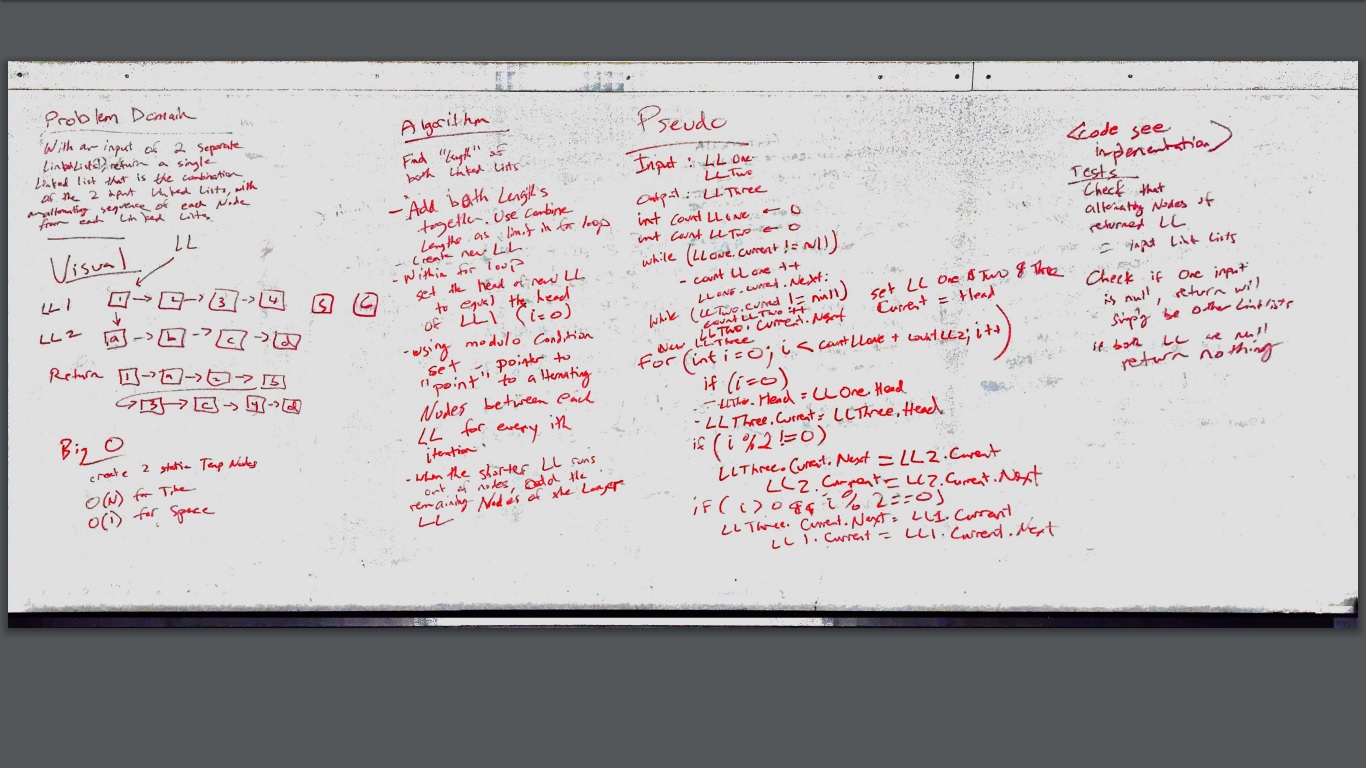 Problem Domain
With an input of 2 separate
Linked Lists, return a single
Linked list that is the combination
of the 2 input Linked Lists, with
an alternating sequence of each Node
from each Linked Lists
Visual
LL
LL 1 1 → 2 → 3 → 4 5 6
LL 2 a → b → c → d
Return 1 → a → 2 → b
→ 3 → c → 4 → d
Big O
create 2 static Temp Nodes
O(N) for Time
O(1) for Space
Algorithm
Find "length" of
both Linked Lists
- Add both Lengths
together. Use Combine
Lengths as limit in for loop
- Create new LL
- Within for loop
set the head of new LL
to equal the head
of LL1 (i=0)
- using modulo Condition
set - pointer to
"point" to alternating
Nodes between each
LL for every ith
iteration
- when the shorter LL runs
out of nodes, add the
remaining Nodes of the Longer
LL
Pseudo
Input : LL One
LL Two
Output : LL Three
int count LL One ← 0
int count LL Two ← 0
while (LL One.current != null)
- count LL One ++
LL One.current.Next;
while (LL Two.current != null)
count LL Two ++
LL Two.Current.Next
New LL Three
set LL One & Two & Three
Current = Head
For (int i=0; i < count LLone + count LL2; i++)
if (i=0)
- LL Three.Head = LL One.Head
- LL Three.Current = LL Three.Head
if (i %2 != 0)
LL Three.Current.Next = LL2.Current
LL2.Current = LL2.Current.Next
if ( i > 0 && i % 2 == 0)
LL Three.Current.Next = LL1.Current
LL1.Current = LL1.Current.Next
<Code see
implementation>
Tests
Check that
alternating Nodes of
returned LL
= input Link Lists
Check if one input
is null, return will
simply be other Link Lists
if both LL are null
return nothing